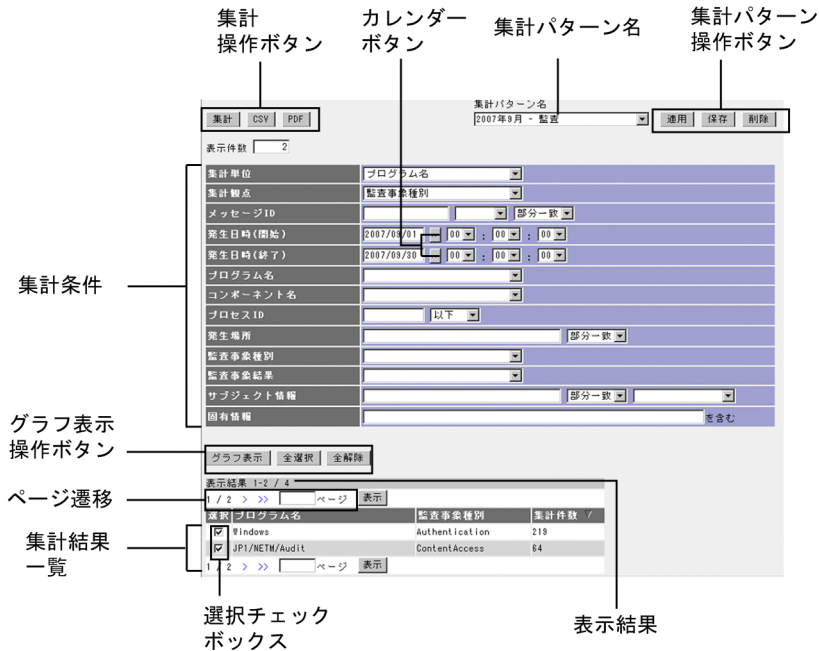 集計
操作ボタン
カレンダー
ボタン
集計パターン名
集計パターン
操作ボタン
集計パターン名
集計 CSV PDF
2007年9月 - 監査
適用 保存 削除
表示件数 2
集計条件
集計単位 プログラム名
集計観点 監査事象種別
メッセージID 部分一致
発生日時(開始) 2007/09/01 00 : 00 : 00
発生日時(終了) 2007/09/30 00 : 00 : 00
プログラム名
コンポーネント名
プロセスID 以下
発生場所 部分一致
監査事象種別
監査事象結果
サブジェクト情報 部分一致
固有情報 を含む
グラフ表示
操作ボタン
グラフ表示 全選択 全解除
表示結果 1-2 / 4
ページ遷移
1 / 2 > >> ページ 表示
選択 プログラム名 監査事象種別 集計件数 ▽
集計結果
一覧
Windows Authentication 219
JP1/NETM/Audit ContentAccess 64
1 / 2 > >> ページ 表示
選択チェック
ボックス
表示結果